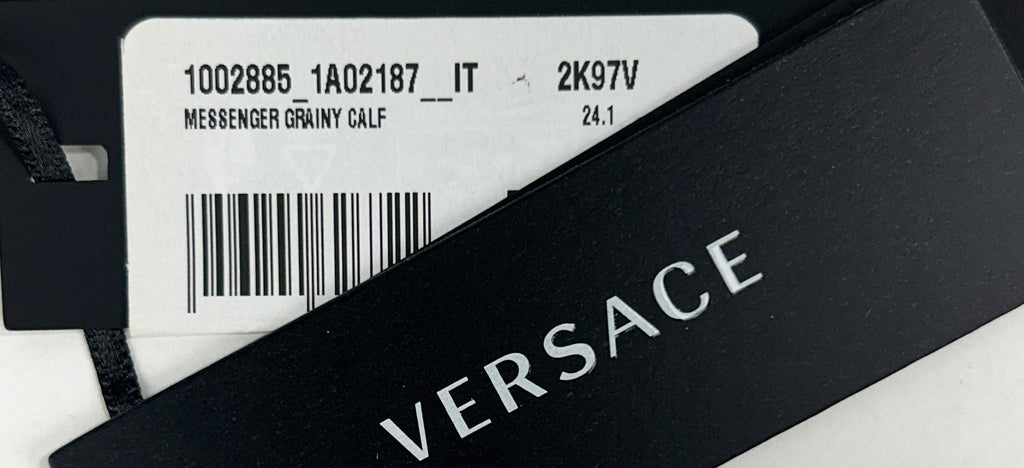 1002885_1A02187__IT 2K97V
MESSENGER GRAINY CALF 24.1
VERSACE